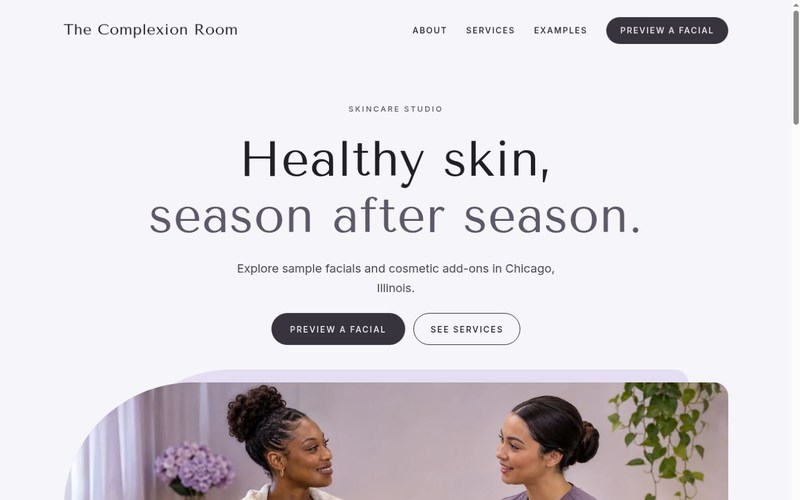 The Complexion Room
ABOUT SERVICES EXAMPLES PREVIEW A FACIAL
SKINCARE STUDIO
Healthy skin,
season after season.
Explore sample facials and cosmetic add-ons in Chicago,
Illinois.
PREVIEW A FACIAL SEE SERVICES